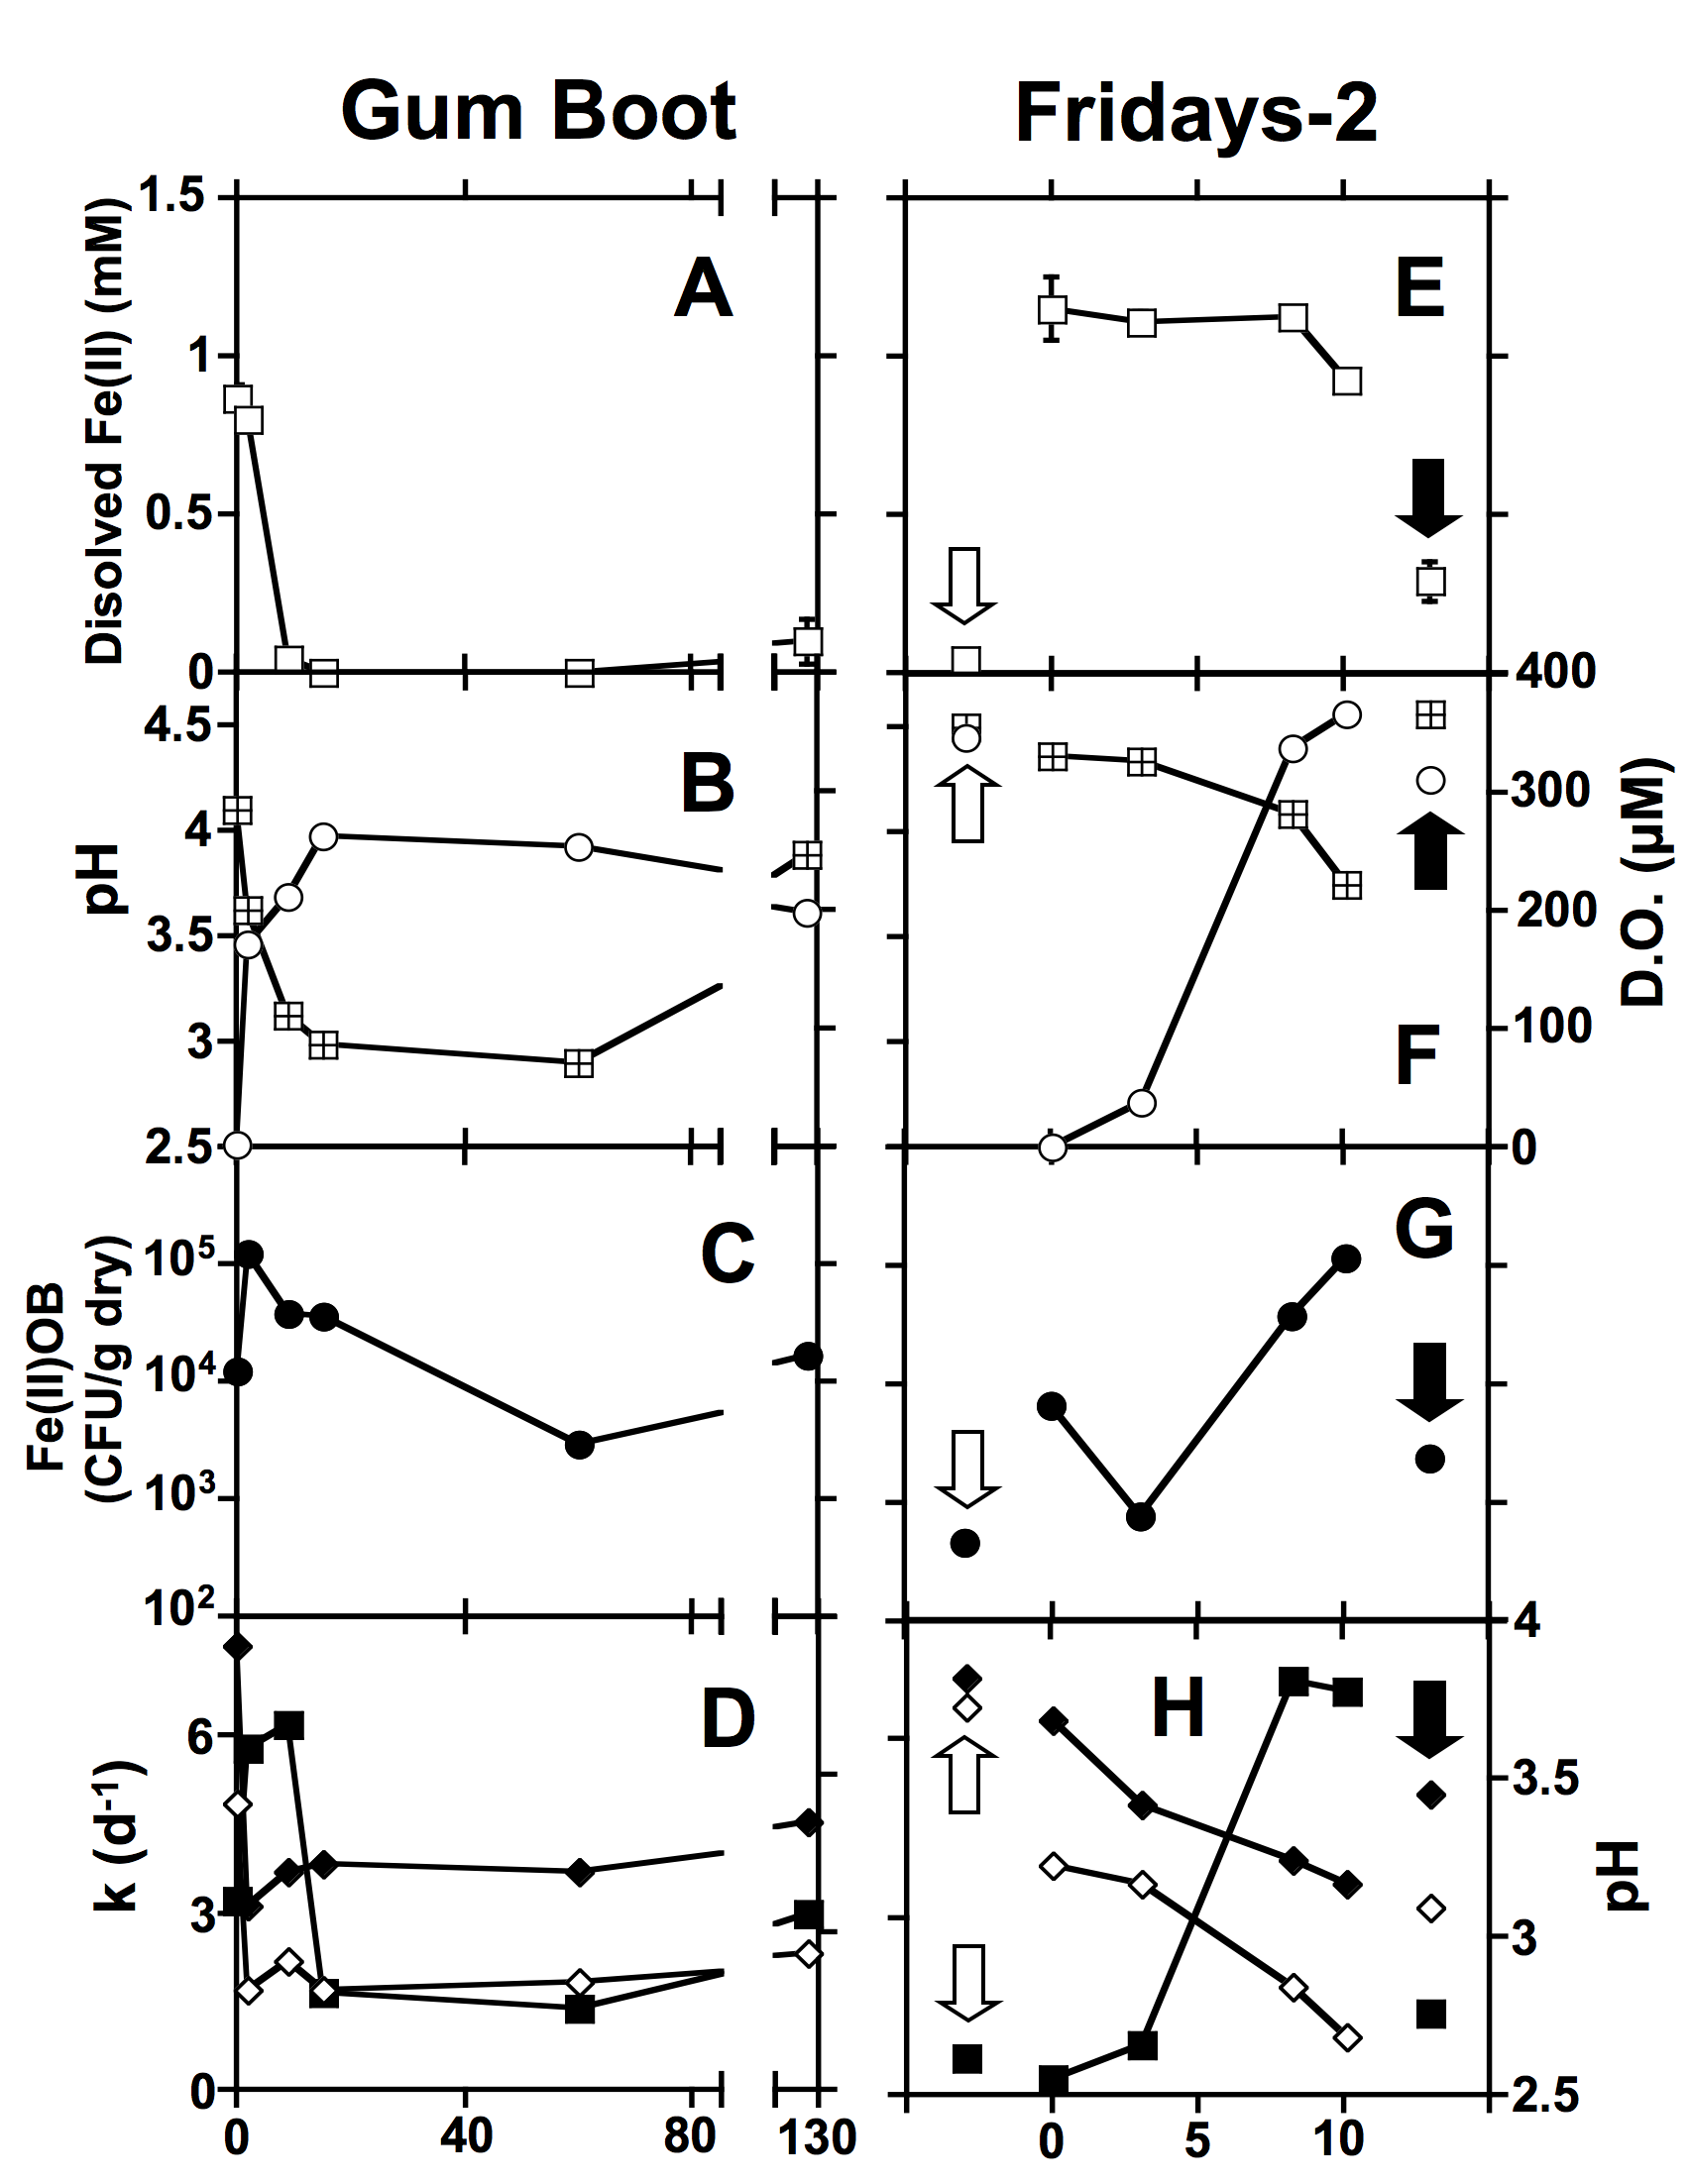 Gum Boot Fridays-2
1.5
1
0.5
0
Disolved Fe(II) (mM)
A
E
400
4.5
4
3.5
3
2.5
pH
B
F
300
200
100
0
D.O. (µM)
10⁵
10⁴
10³
10²
Fe(II)OB
(CFU/g dry)
C
G
6
3
0
k (d⁻¹)
D
H
4
3.5
3
2.5
pH
0 40 80 130 0 5 10